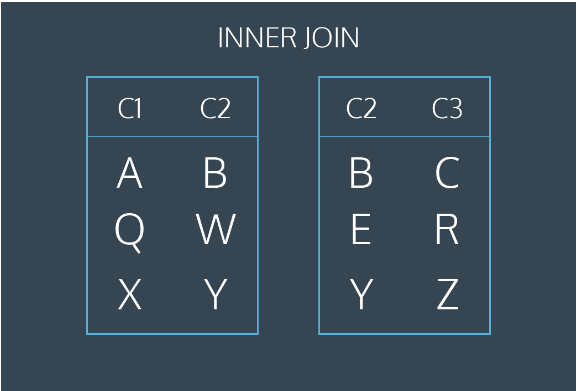 INNER JOIN
C1 C2 C2 C3
A B B C
Q W E R
X Y Y Z